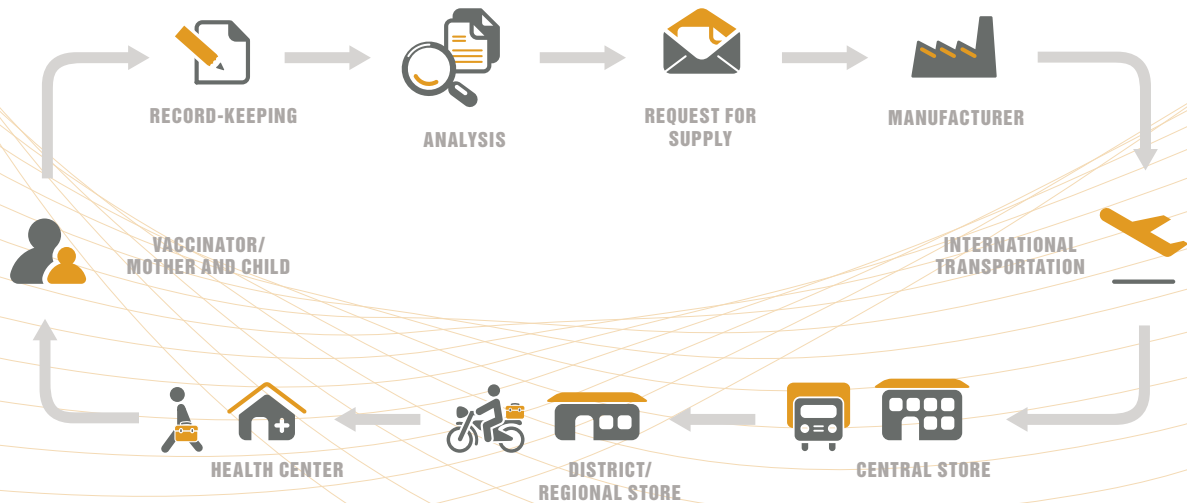 RECORD-KEEPING
ANALYSIS
REQUEST FOR
SUPPLY
MANUFACTURER
VACCINATOR/
MOTHER AND CHILD
INTERNATIONAL
TRANSPORTATION
HEALTH CENTER
DISTRICT/
REGIONAL STORE
CENTRAL STORE